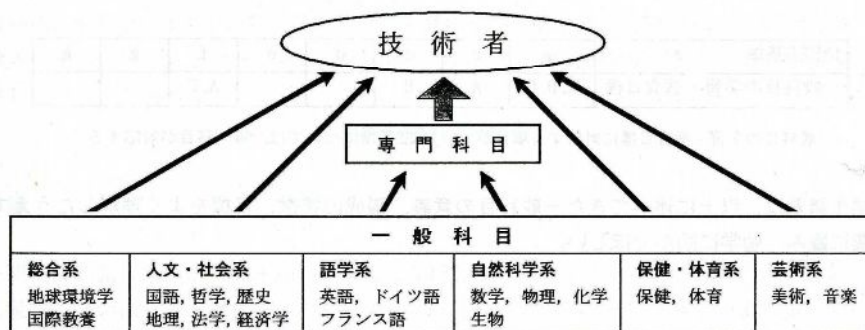 技術者
専門科目
一般科目
総合系
地球環境学
国際教養
人文・社会系
国語, 哲学, 歴史
地理, 法学, 経済学
語学系
英語, ドイツ語
フランス語
自然科学系
数学, 物理, 化学
生物
保健・体育系
保健, 体育
芸術系
美術, 音楽